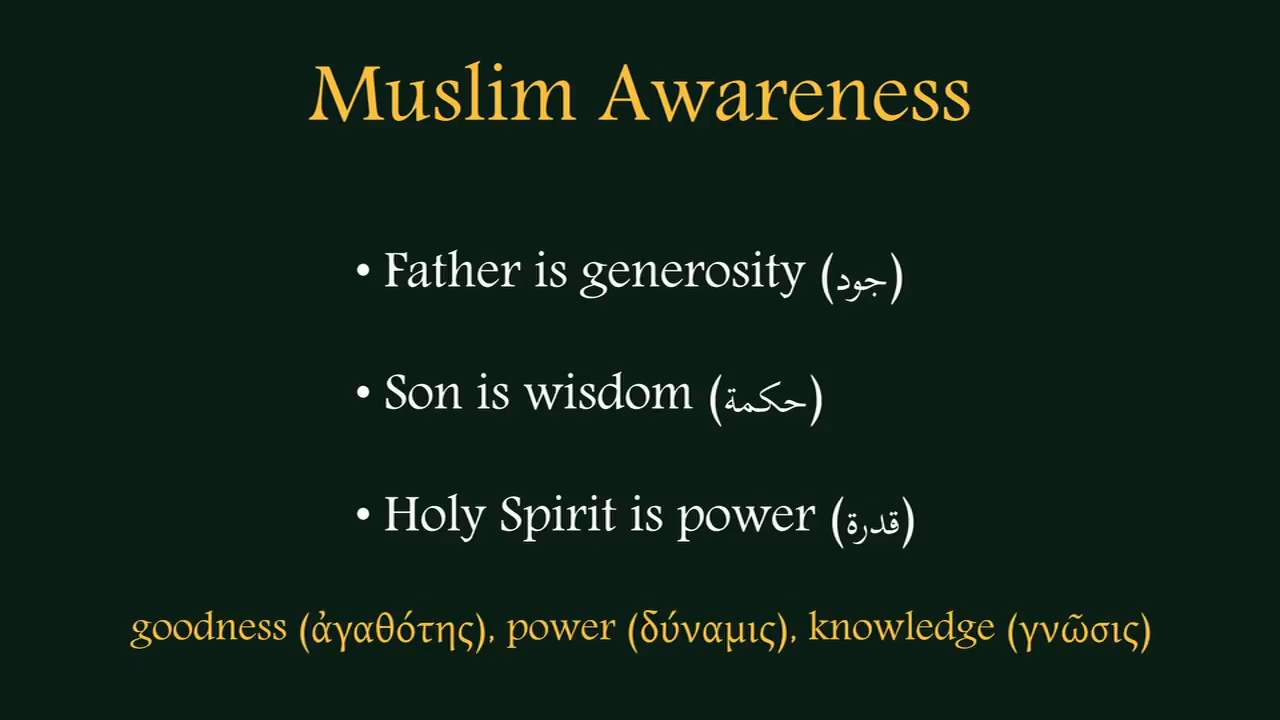 Muslim Awareness
• Father is generosity (جود)
• Son is wisdom (حكمة)
• Holy Spirit is power (قدرة)
goodness (ἀγαθότης), power (δύναμις), knowledge (γνῶσις)